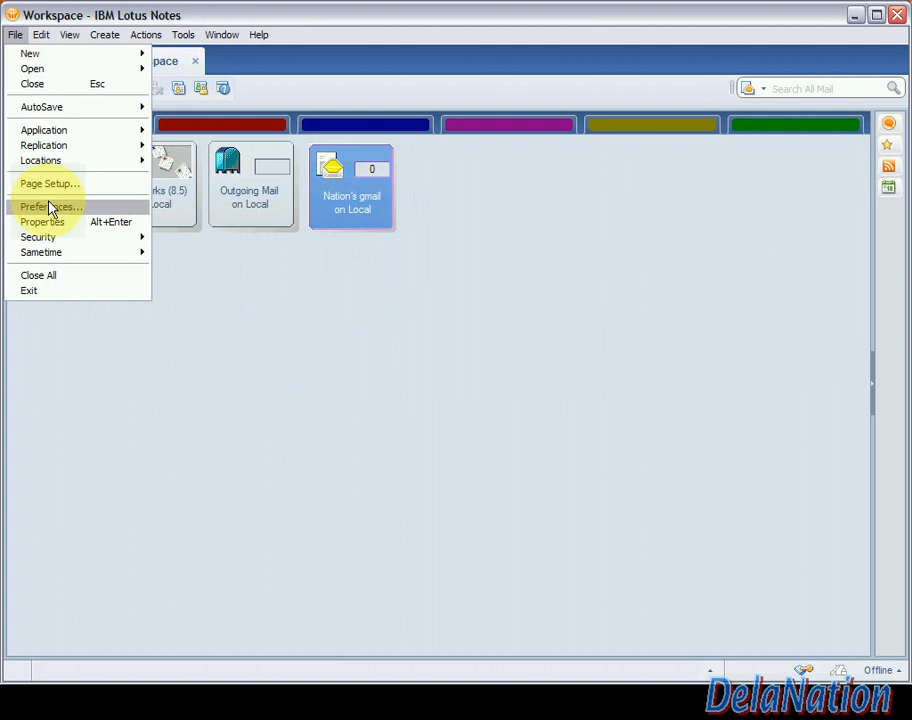 Workspace - IBM Lotus Notes
File Edit View Create Actions Tools Window Help
New
Open
Close Esc
AutoSave
Application
Replication
Locations
Page Setup...
Preferences...
Properties Alt+Enter
Security
Sametime
Close All
Exit
pace
Search All Mail
rks (8.5)
ocal
Outgoing Mail
on Local
0
Nation's gmail
on Local
18
Offline
DelaNation